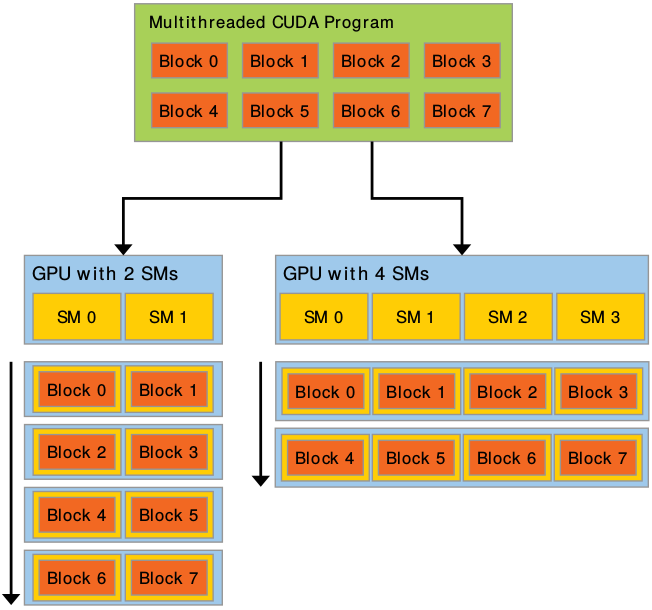 Multithreaded CUDA Program
Block 0 Block 1 Block 2 Block 3
Block 4 Block 5 Block 6 Block 7
GPU with 2 SMs
SM 0 SM 1
Block 0 Block 1
Block 2 Block 3
Block 4 Block 5
Block 6 Block 7
GPU with 4 SMs
SM 0 SM 1 SM 2 SM 3
Block 0 Block 1 Block 2 Block 3
Block 4 Block 5 Block 6 Block 7